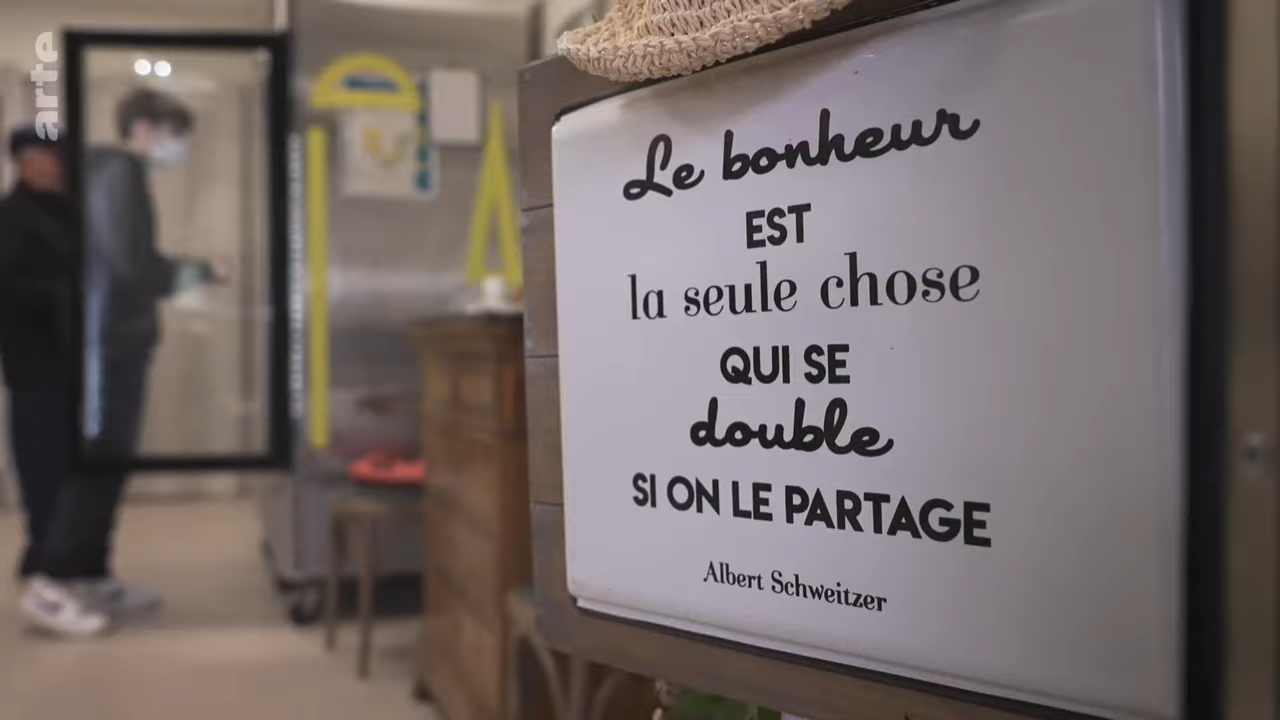 arte
Le bonheur
EST
la seule chose
QUI SE
double
SI ON LE PARTAGE
Albert Schweitzer